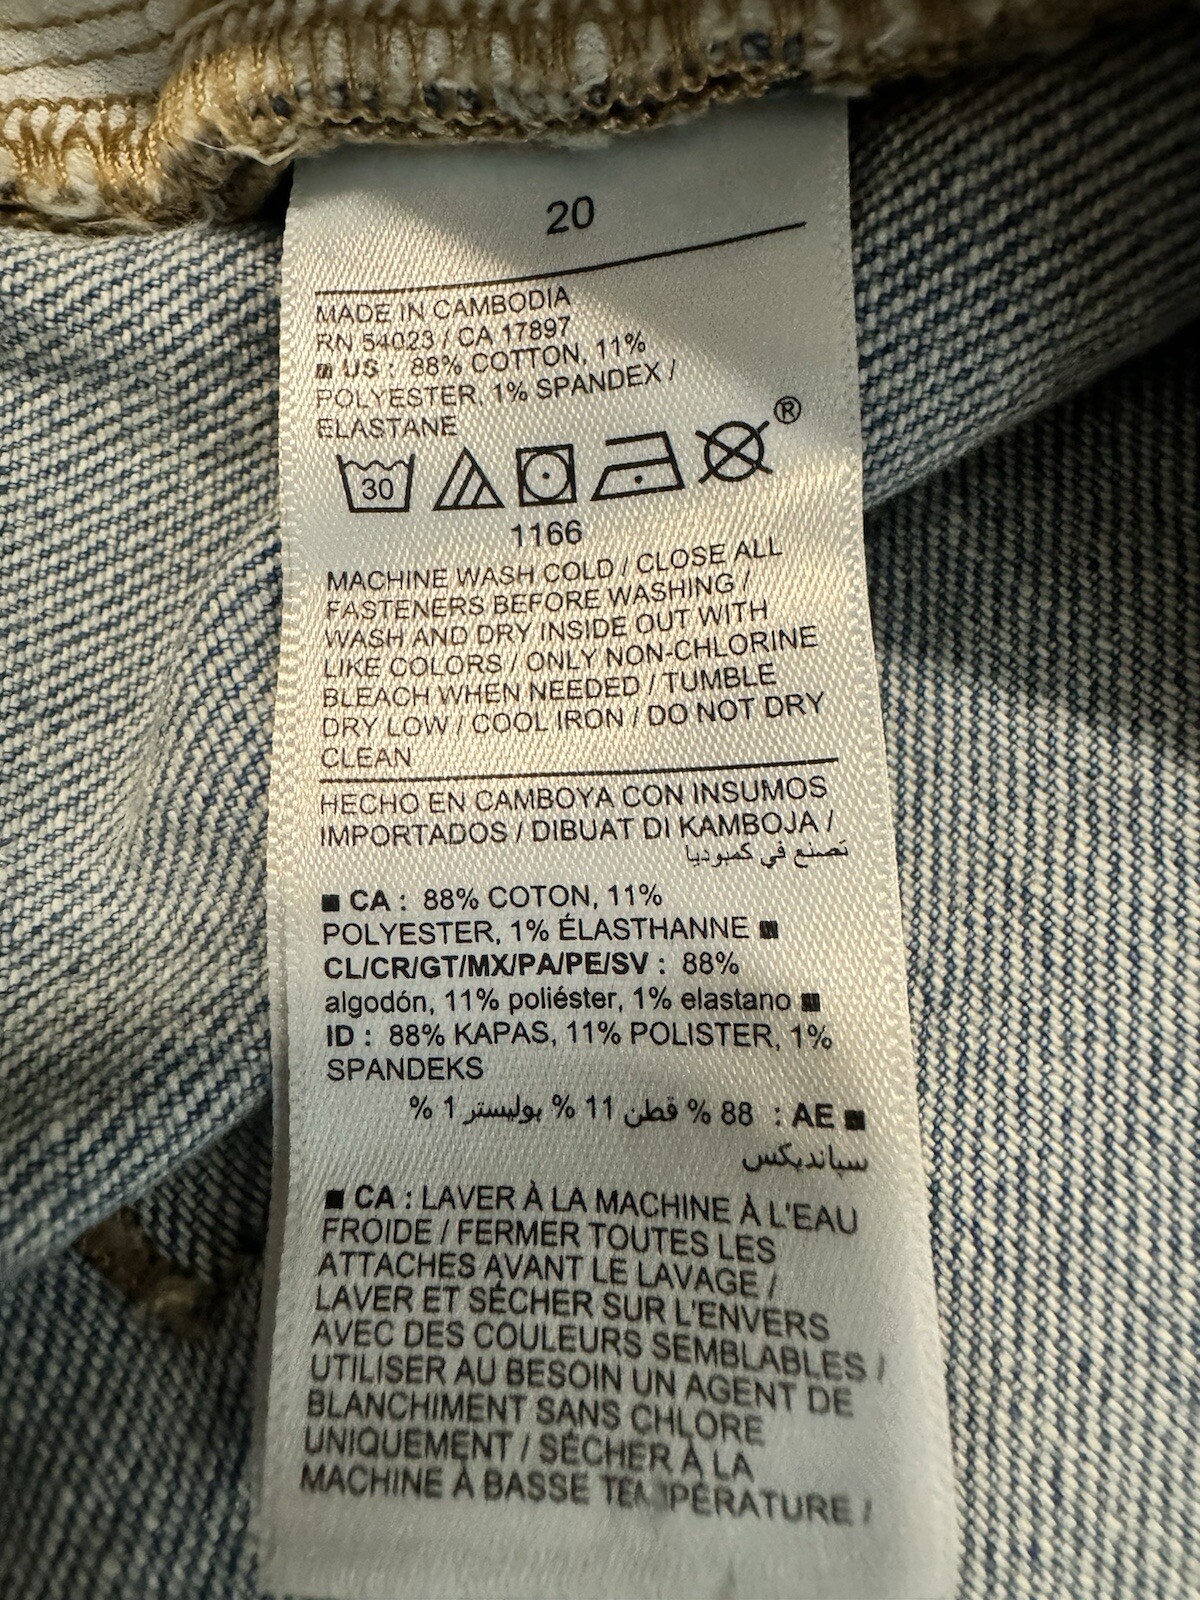 20
MADE IN CAMBODIA
RN 54023 / CA 17897
■ US : 88% COTTON, 11%
POLYESTER, 1% SPANDEX /
ELASTANE
®
30
1166
MACHINE WASH COLD / CLOSE ALL
FASTENERS BEFORE WASHING /
WASH AND DRY INSIDE OUT WITH
LIKE COLORS / ONLY NON-CHLORINE
BLEACH WHEN NEEDED / TUMBLE
DRY LOW / COOL IRON / DO NOT DRY
CLEAN
HECHO EN CAMBOYA CON INSUMOS
IMPORTADOS / DIBUAT DI KAMBOJA /
تصنع في كمبوديا
■ CA : 88% COTON, 11%
POLYESTER, 1% ÉLASTHANNE ■
CL/CR/GT/MX/PA/PE/SV : 88%
algodón, 11% poliéster, 1% elastano ■
ID : 88% KAPAS, 11% POLISTER, 1%
SPANDEKS
■ AE : 88 % قطن 11 % بوليستر 1 %
سبانديكس
■ CA : LAVER À LA MACHINE À L'EAU
FROIDE / FERMER TOUTES LES
ATTACHES AVANT LE LAVAGE /
LAVER ET SÉCHER SUR L'ENVERS
AVEC DES COULEURS SEMBLABLES /
UTILISER AU BESOIN UN AGENT DE
BLANCHIMENT SANS CHLORE
UNIQUEMENT / SÉCHER À LA
MACHINE À BASSE TEMPÉRATURE /